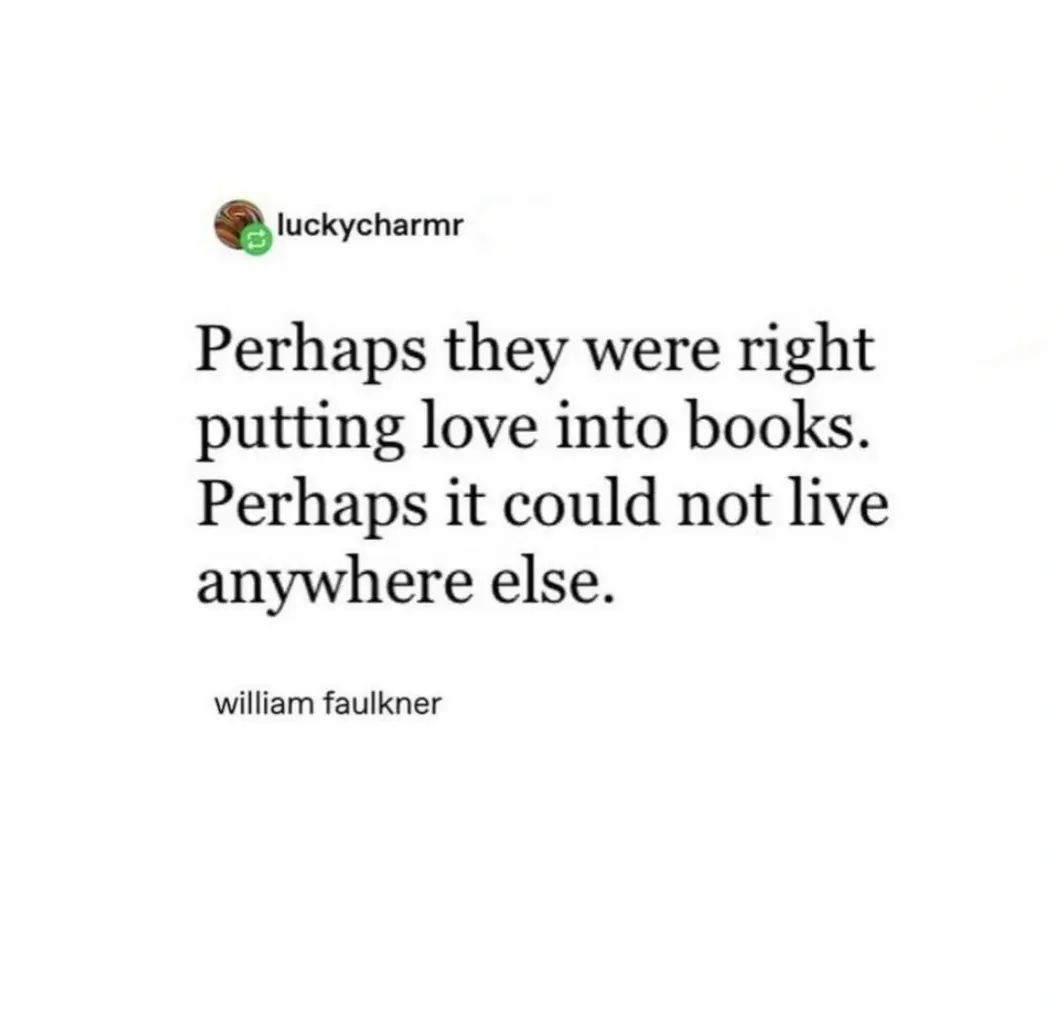 luckycharmr
Perhaps they were right
putting love into books.
Perhaps it could not live
anywhere else.
william faulkner